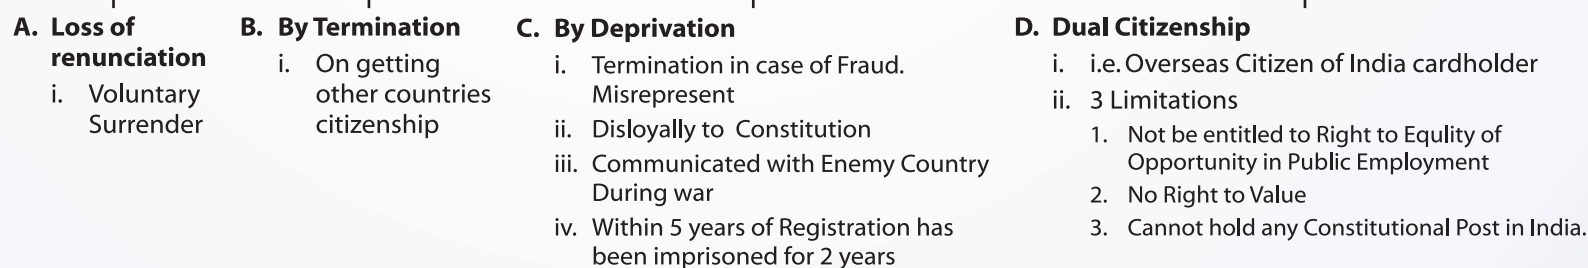 A. Loss of
renunciation
i. Voluntary
Surrender
B. By Termination
i. On getting
other countries
citizenship
C. By Deprivation
i. Termination in case of Fraud.
Misrepresent
ii. Disloyally to Constitution
iii. Communicated with Enemy Country
During war
iv. Within 5 years of Registration has
been imprisoned for 2 years
D. Dual Citizenship
i. i.e. Overseas Citizen of India cardholder
ii. 3 Limitations
1. Not be entitled to Right to Equlity of
Opportunity in Public Employment
2. No Right to Value
3. Cannot hold any Constitutional Post in India.